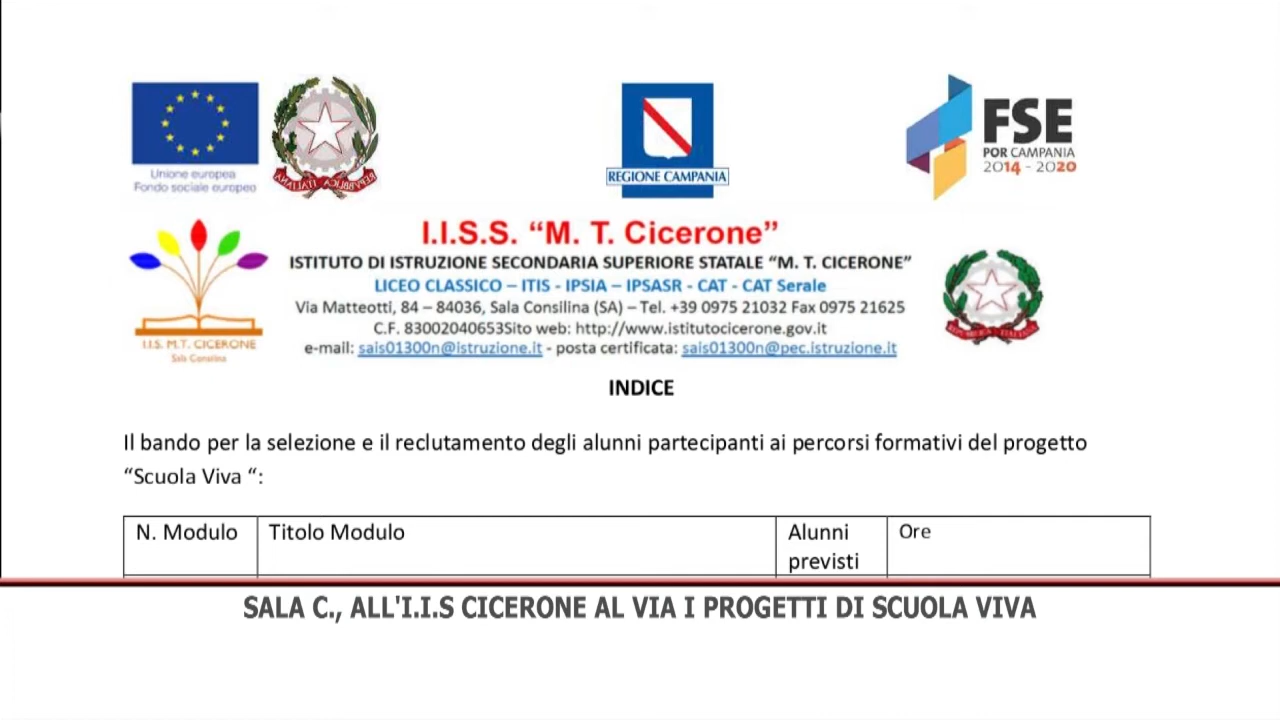 Unione europea
Fondo sociale europeo
REPVBBLICA ITALIANA
REGIONE CAMPANIA
FSE
POR CAMPANIA
2014 - 2020
I.I.S. M.T. CICERONE
Sala Consilina
I.I.S.S. “M. T. Cicerone”
ISTITUTO DI ISTRUZIONE SECONDARIA SUPERIORE STATALE “M. T. CICERONE”
LICEO CLASSICO – ITIS - IPSIA – IPSASR - CAT - CAT Serale
Via Matteotti, 84 – 84036, Sala Consilina (SA) – Tel. +39 0975 21032 Fax 0975 21625
C.F. 83002040653Sito web: http://www.istitutocicerone.gov.it
e-mail: sais01300n@istruzione.it - posta certificata: sais01300n@pec.istruzione.it
REPVBBLICA ITALIANA
INDICE
Il bando per la selezione e il reclutamento degli alunni partecipanti ai percorsi formativi del progetto
“Scuola Viva “:
N. Modulo Titolo Modulo Alunni Ore
previsti
SALA C., ALL'I.I.S CICERONE AL VIA I PROGETTI DI SCUOLA VIVA